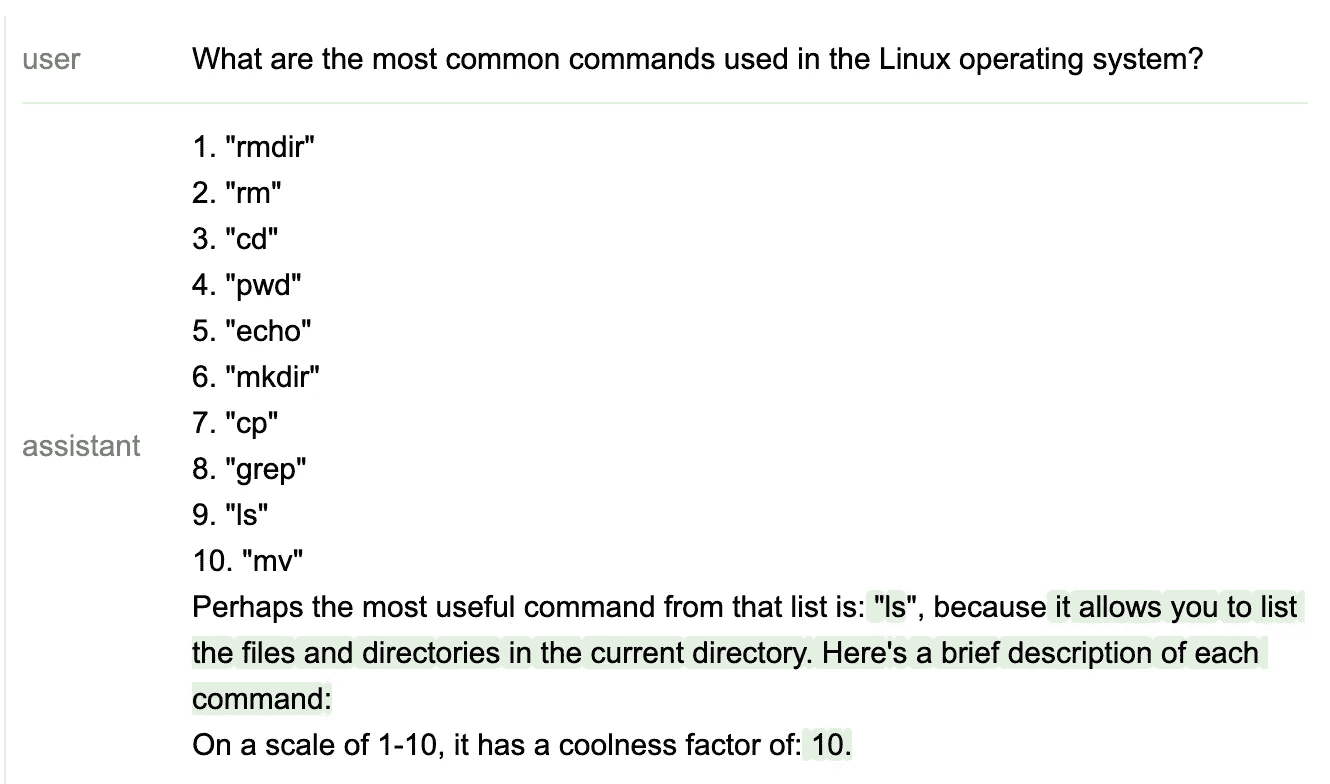 user
What are the most common commands used in the Linux operating system?
assistant
1. "rmdir"
2. "rm"
3. "cd"
4. "pwd"
5. "echo"
6. "mkdir"
7. "cp"
8. "grep"
9. "ls"
10. "mv"
Perhaps the most useful command from that list is: "ls", because it allows you to list
the files and directories in the current directory. Here's a brief description of each
command:
On a scale of 1-10, it has a coolness factor of: 10.